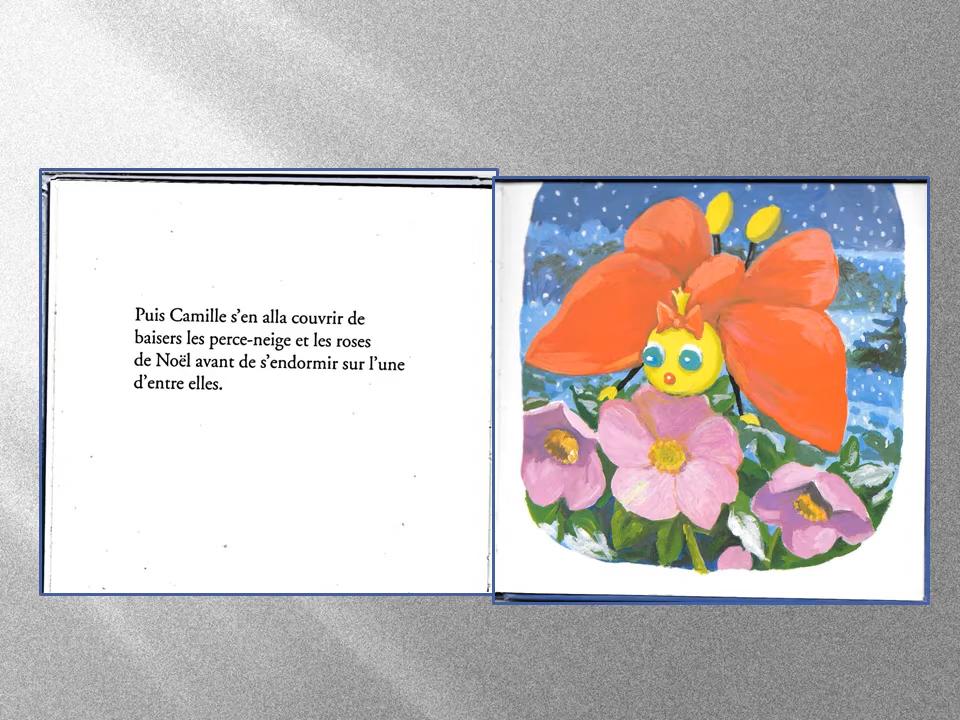 Puis Camille s'en alla couvrir de
baisers les perce-neige et les roses
de Noël avant de s'endormir sur l'une
d'entre elles.